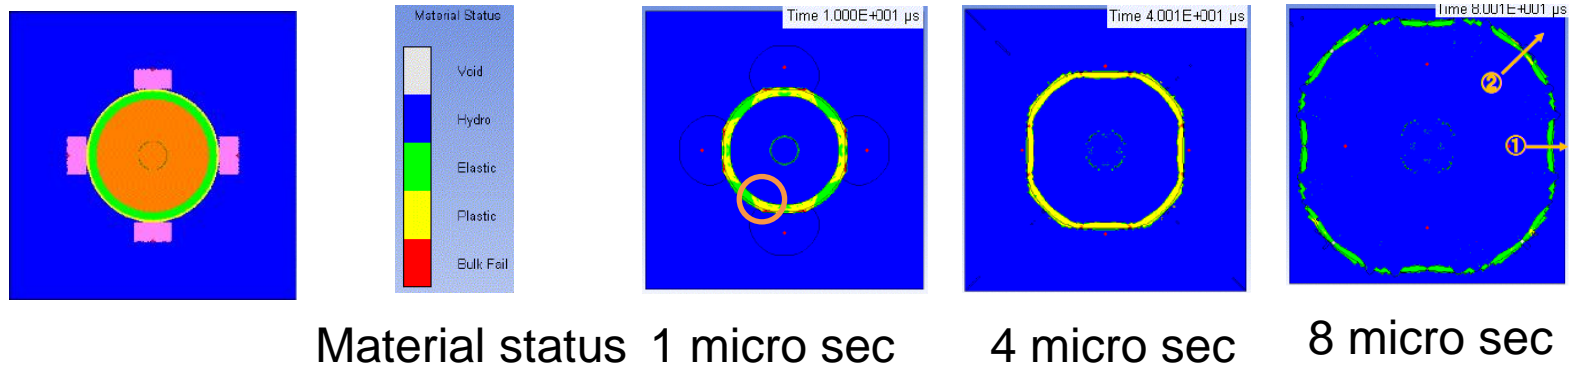 Material Status
Void
Hydro
Elastic
Plastic
Bulk Fail
Time 1.000E+001 µs
Time 4.001E+001 µs
Time 8.001E+001 µs
②
①
Material status
1 micro sec
4 micro sec
8 micro sec